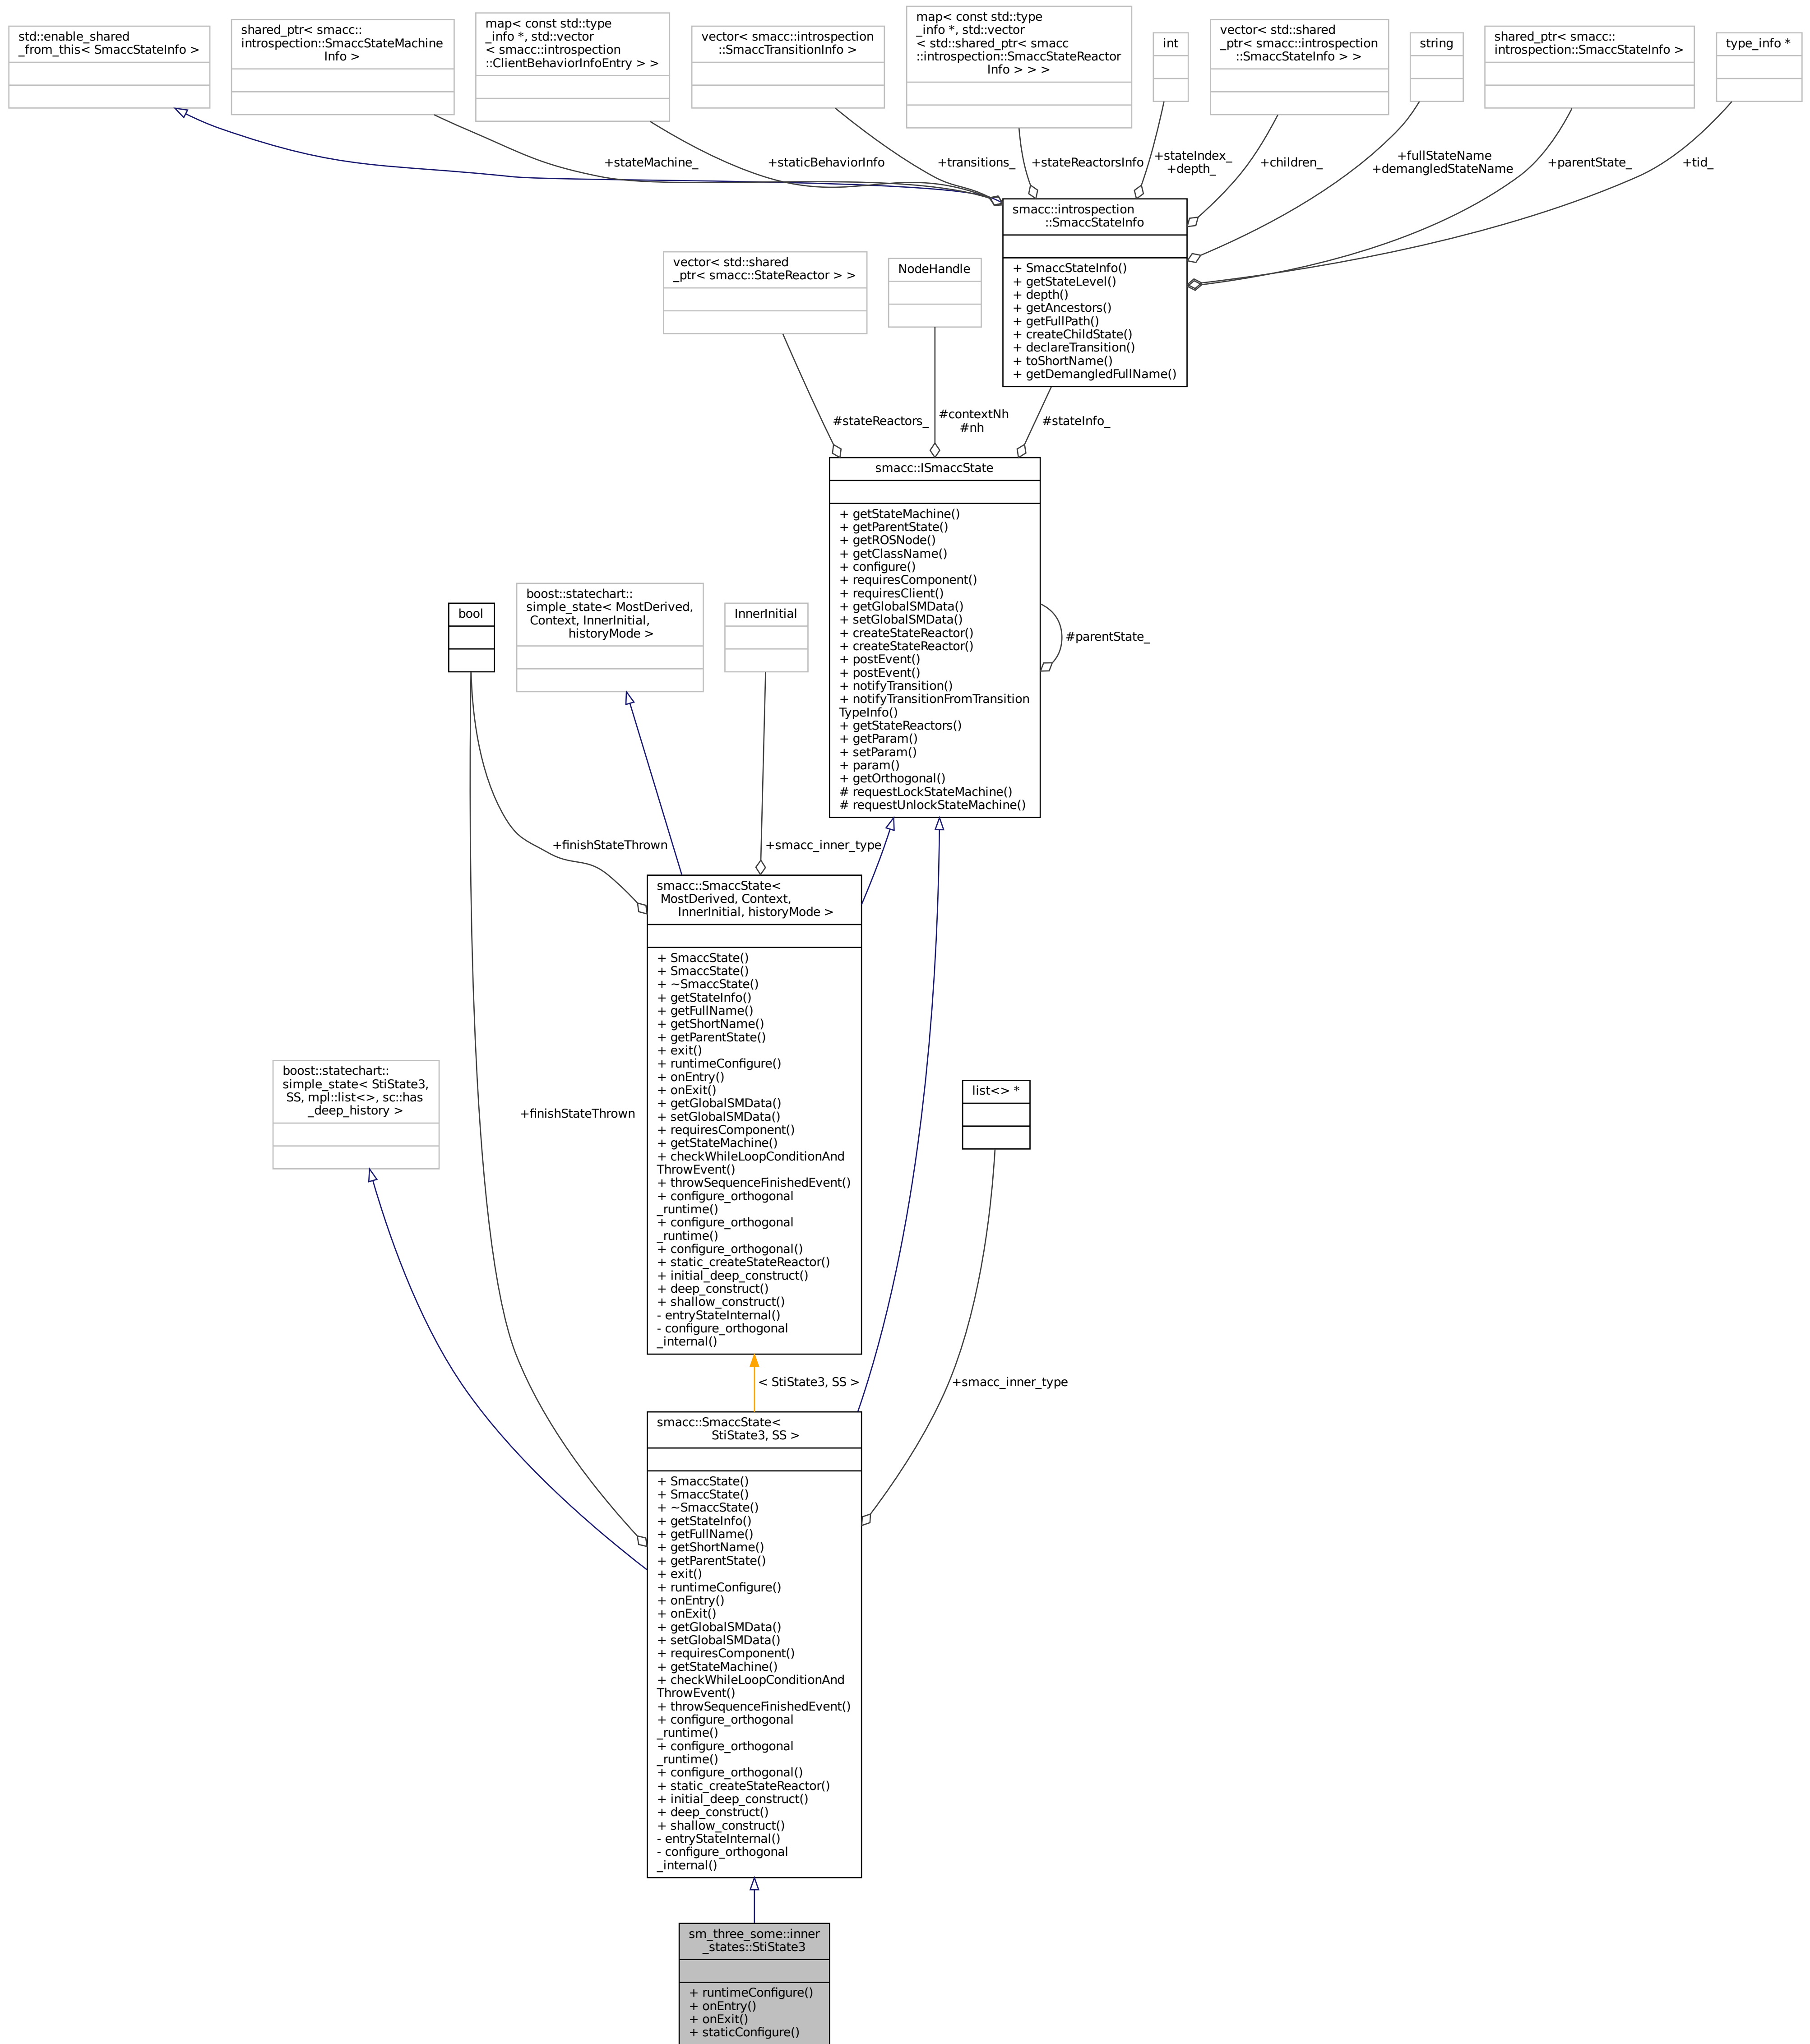 std::enable_shared
_from_this< SmaccStateInfo >
shared_ptr< smacc::
introspection::SmaccStateMachine
Info >
map< const std::type
_info *, std::vector
< smacc::introspection
::ClientBehaviorInfoEntry > >
vector< smacc::introspection
::SmaccTransitionInfo >
map< const std::type
_info *, std::vector
< std::shared_ptr< smacc
::introspection::SmaccStateReactor
Info > > >
int
vector< std::shared
_ptr< smacc::introspection
::SmaccStateInfo > >
string
shared_ptr< smacc::
introspection::SmaccStateInfo >
type_info *
+stateMachine_
+staticBehaviorInfo
+transitions_
+stateReactorsInfo
+stateIndex_
+depth_
+children_
+fullStateName
+demangledStateName
+parentState_
+tid_
smacc::introspection
::SmaccStateInfo
+ SmaccStateInfo()
+ getStateLevel()
+ depth()
+ getAncestors()
+ getFullPath()
+ createChildState()
+ declareTransition()
+ toShortName()
+ getDemangledFullName()
vector< std::shared
_ptr< smacc::StateReactor > >
NodeHandle
#stateReactors_
#contextNh
#nh
#stateInfo_
smacc::ISmaccState
+ getStateMachine()
+ getParentState()
+ getROSNode()
+ getClassName()
+ configure()
+ requiresComponent()
+ requiresClient()
+ getGlobalSMData()
+ setGlobalSMData()
+ createStateReactor()
+ createStateReactor()
+ postEvent()
+ postEvent()
+ notifyTransition()
+ notifyTransitionFromTransition
TypeInfo()
+ getStateReactors()
+ getParam()
+ setParam()
+ param()
+ getOrthogonal()
# requestLockStateMachine()
# requestUnlockStateMachine()
#parentState_
bool
boost::statechart::
simple_state< MostDerived,
Context, InnerInitial,
historyMode >
InnerInitial
+finishStateThrown
+smacc_inner_type
smacc::SmaccState<
MostDerived, Context,
InnerInitial, historyMode >
+ SmaccState()
+ SmaccState()
+ ~SmaccState()
+ getStateInfo()
+ getFullName()
+ getShortName()
+ getParentState()
+ exit()
+ runtimeConfigure()
+ onEntry()
+ onExit()
+ getGlobalSMData()
+ setGlobalSMData()
+ requiresComponent()
+ getStateMachine()
+ checkWhileLoopConditionAnd
ThrowEvent()
+ throwSequenceFinishedEvent()
+ configure_orthogonal
_runtime()
+ configure_orthogonal
_runtime()
+ configure_orthogonal()
+ static_createStateReactor()
+ initial_deep_construct()
+ deep_construct()
+ shallow_construct()
- entryStateInternal()
- configure_orthogonal
_internal()
boost::statechart::
simple_state< StiState3,
SS, mpl::list<>, sc::has
_deep_history >
+finishStateThrown
list<> *
< StiState3, SS >
+smacc_inner_type
smacc::SmaccState<
StiState3, SS >
+ SmaccState()
+ SmaccState()
+ ~SmaccState()
+ getStateInfo()
+ getFullName()
+ getShortName()
+ getParentState()
+ exit()
+ runtimeConfigure()
+ onEntry()
+ onExit()
+ getGlobalSMData()
+ setGlobalSMData()
+ requiresComponent()
+ getStateMachine()
+ checkWhileLoopConditionAnd
ThrowEvent()
+ throwSequenceFinishedEvent()
+ configure_orthogonal
_runtime()
+ configure_orthogonal
_runtime()
+ configure_orthogonal()
+ static_createStateReactor()
+ initial_deep_construct()
+ deep_construct()
+ shallow_construct()
- entryStateInternal()
- configure_orthogonal
_internal()
sm_three_some::inner
_states::StiState3
+ runtimeConfigure()
+ onEntry()
+ onExit()
+ staticConfigure()